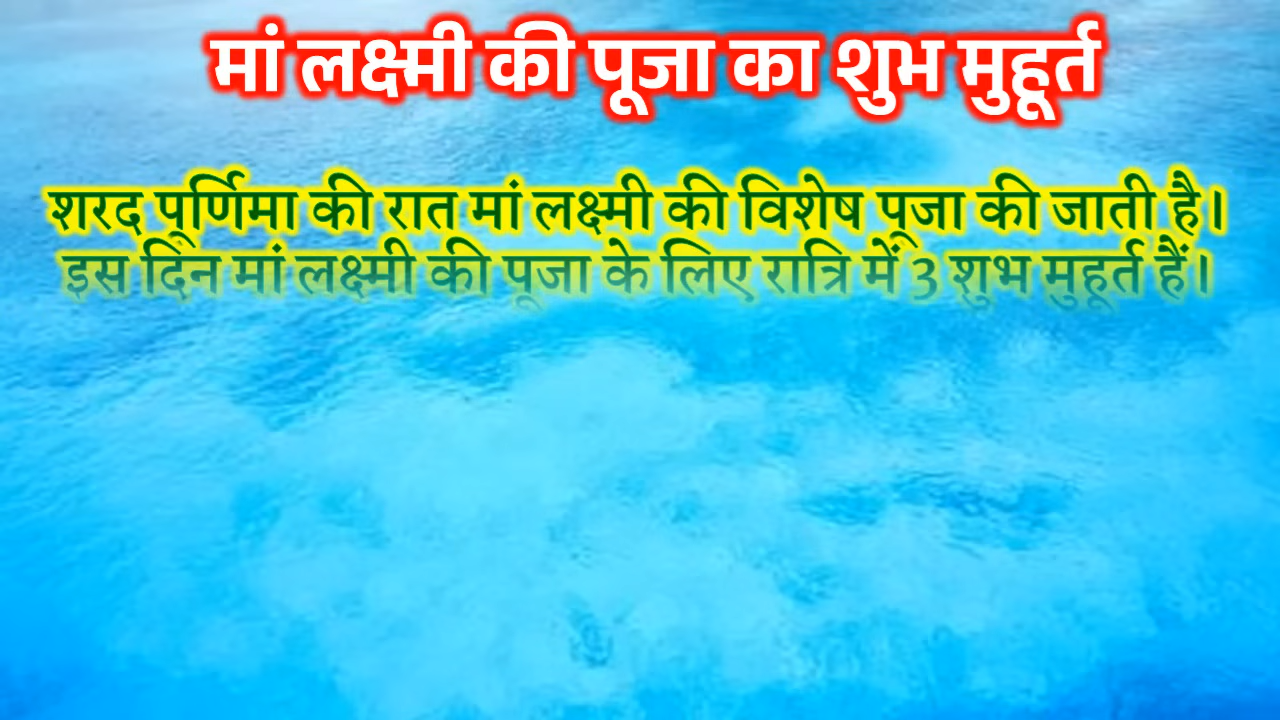 मां लक्ष्मी की पूजा का शुभ मुहूर्त
शरद पूर्णिमा की रात मां लक्ष्मी की विशेष पूजा की जाती है।
इस दिन मां लक्ष्मी की पूजा के लिए रात्रि में 3 शुभ मुहूर्त हैं।